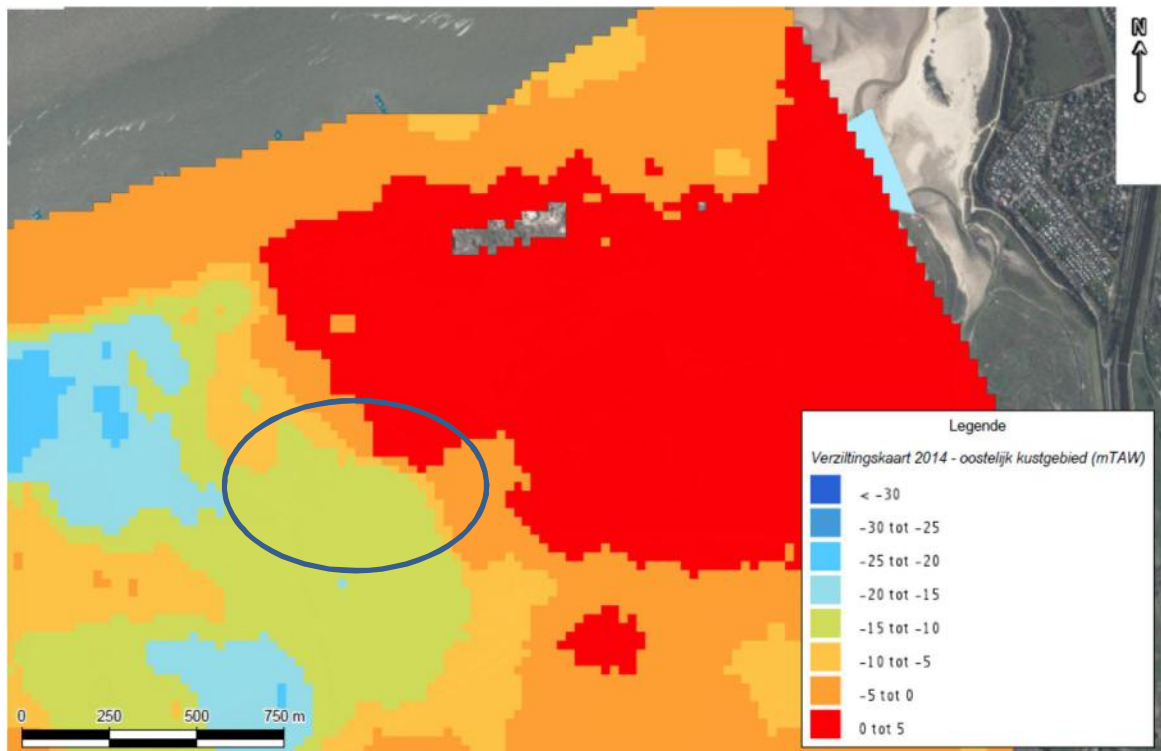 N
Legende
Verziltingskaart 2014 - oostelijk kustgebied (mTAW)
< -30
-30 tot -25
-25 tot -20
-20 tot -15
-15 tot -10
-10 tot -5
-5 tot 0
0 tot 5
0 250 500 750 m